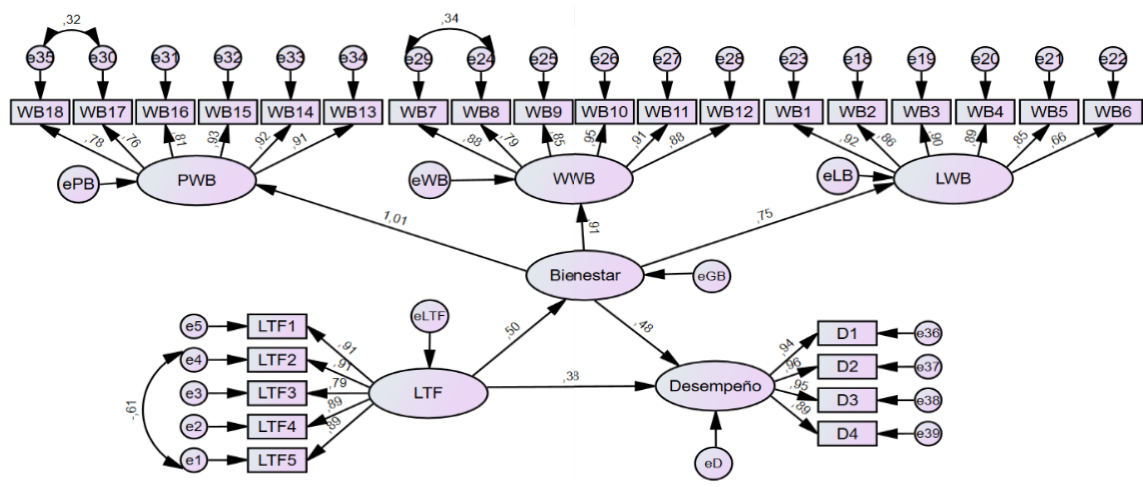 ,32 ,34
e35 e30 e31 e32 e33 e34 e29 e24 e25 e26 e27 e28 e23 e18 e19 e20 e21 e22
WB18 WB17 WB16 WB15 WB14 WB13 WB7 WB8 WB9 WB10 WB11 WB12 WB1 WB2 WB3 WB4 WB5 WB6
,78 ,76 ,81 ,93 ,92 ,91 ,88 ,79 ,85 ,95 ,91 ,88 ,92 ,86 ,90 ,89 ,85 ,66
ePB PWB eWB WWB eLB LWB
1,01 ,91 ,75
Bienestar eGB
eLTF ,50 ,48
e5 LTF1 ,91 D1 e36
,94
e4 LTF2 ,91 D2 e37
,96
-,61 e3 LTF3 ,79 LTF ,38 Desempeño ,95 D3 e38
e2 LTF4 ,89 ,89 D4 e39
e1 LTF5 ,89 eD